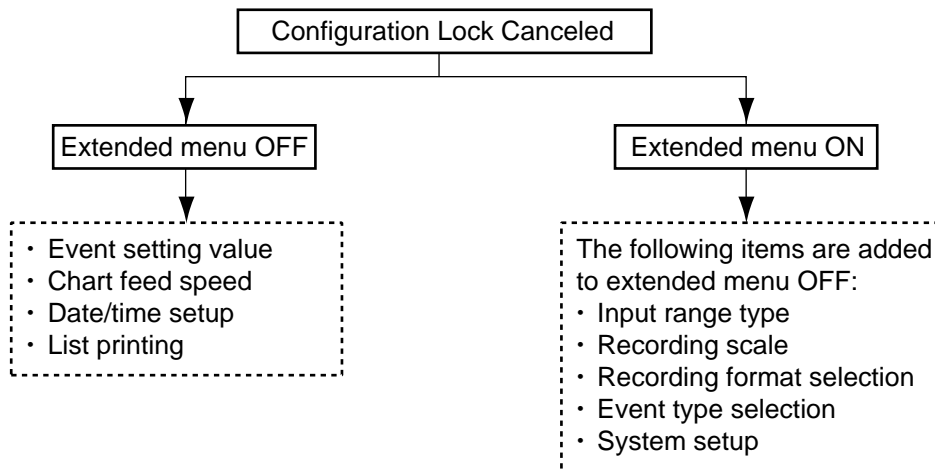 Configuration Lock Canceled
Extended menu OFF
Extended menu ON
・ Event setting value
・ Chart feed speed
・ Date/time setup
・ List printing
The following items are added
to extended menu OFF:
・ Input range type
・ Recording scale
・ Recording format selection
・ Event type selection
・ System setup